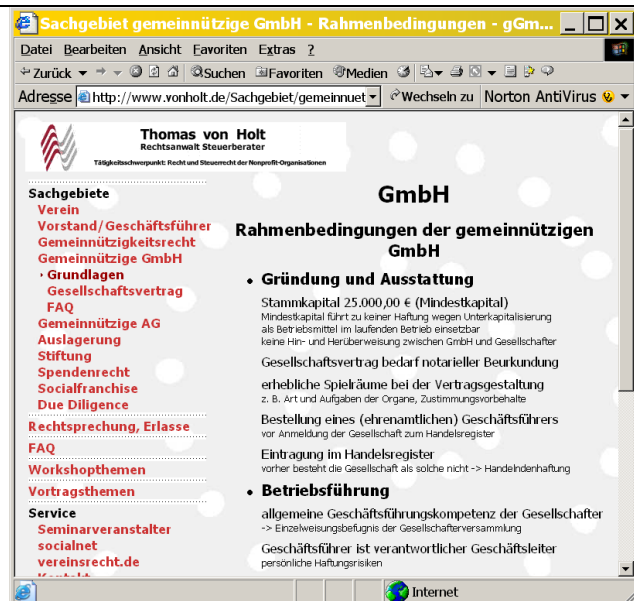 Sachgebiet gemeinnützige GmbH - Rahmenbedingungen - gGm...
Datei Bearbeiten Ansicht Favoriten Extras ?
Zurück Suchen Favoriten Medien
Adresse http://www.vonholt.de/Sachgebiet/gemeinnuet Wechseln zu Norton AntiVirus
Thomas von Holt
Rechtsanwalt Steuerberater
Tätigkeitsschwerpunkt: Recht und Steuerrecht der Nonprofit-Organisationen
Sachgebiete
Verein
Vorstand/Geschäftsführer
Gemeinnützigkeitsrecht
Gemeinnützige GmbH
Grundlagen
Gesellschaftsvertrag
FAQ
Gemeinnützige AG
Auslagerung
Stiftung
Spendenrecht
Socialfranchise
Due Diligence
Rechtsprechung, Erlasse
FAQ
Workshopthemen
Vortragsthemen
Service
Seminarveranstalter
socialnet
vereinsrecht.de
Kontakt
GmbH
Rahmenbedingungen der gemeinnützigen
GmbH
• Gründung und Ausstattung
Stammkapital 25.000,00 € (Mindestkapital)
Mindestkapital führt zu keiner Haftung wegen Unterkapitalisierung
als Betriebsmittel im laufenden Betrieb einsetzbar
keine Hin- und Herüberweisung zwischen GmbH und Gesellschafter
Gesellschaftsvertrag bedarf notarieller Beurkundung
erhebliche Spielräume bei der Vertragsgestaltung
z. B. Art und Aufgaben der Organe, Zustimmungsvorbehalte
Bestellung eines (ehrenamtlichen) Geschäftsführers
vor Anmeldung der Gesellschaft zum Handelsregister
Eintragung im Handelsregister
vorher besteht die Gesellschaft als solche nicht -> Handelndenhaftung
• Betriebsführung
allgemeine Geschäftsführungskompetenz der Gesellschafter
-> Einzelweisungsbefugnis der Gesellschafterversammlung
Geschäftsführer ist verantwortlicher Geschäftsleiter
persönliche Haftungsrisiken
Internet